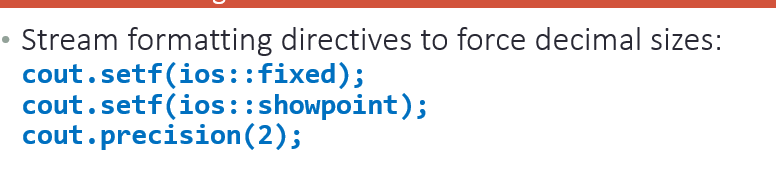 • Stream formatting directives to force decimal sizes:
cout.setf(ios::fixed);
cout.setf(ios::showpoint);
cout.precision(2);